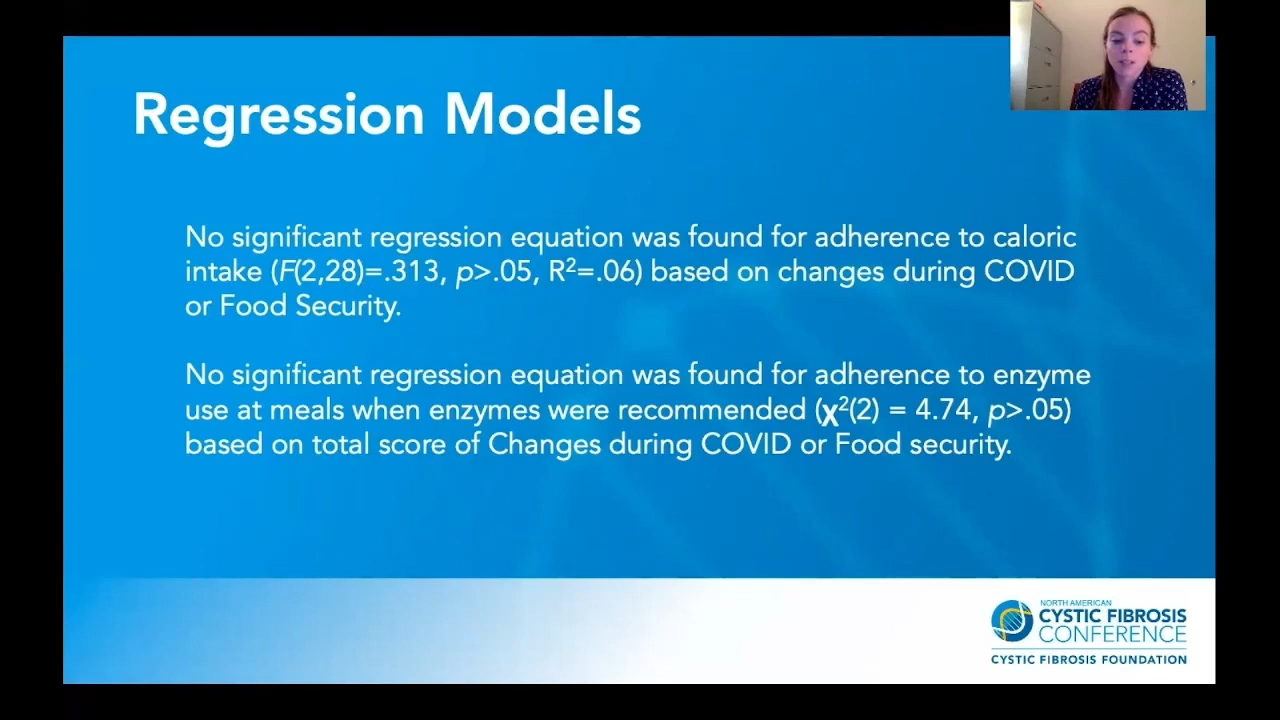 Regression Models
No significant regression equation was found for adherence to caloric
intake (F(2,28)=.313, p>.05, R²=.06) based on changes during COVID
or Food Security.
No significant regression equation was found for adherence to enzyme
use at meals when enzymes were recommended (χ²(2) = 4.74, p>.05)
based on total score of Changes during COVID or Food security.
NORTH AMERICAN
CYSTIC FIBROSIS
CONFERENCE
CYSTIC FIBROSIS FOUNDATION